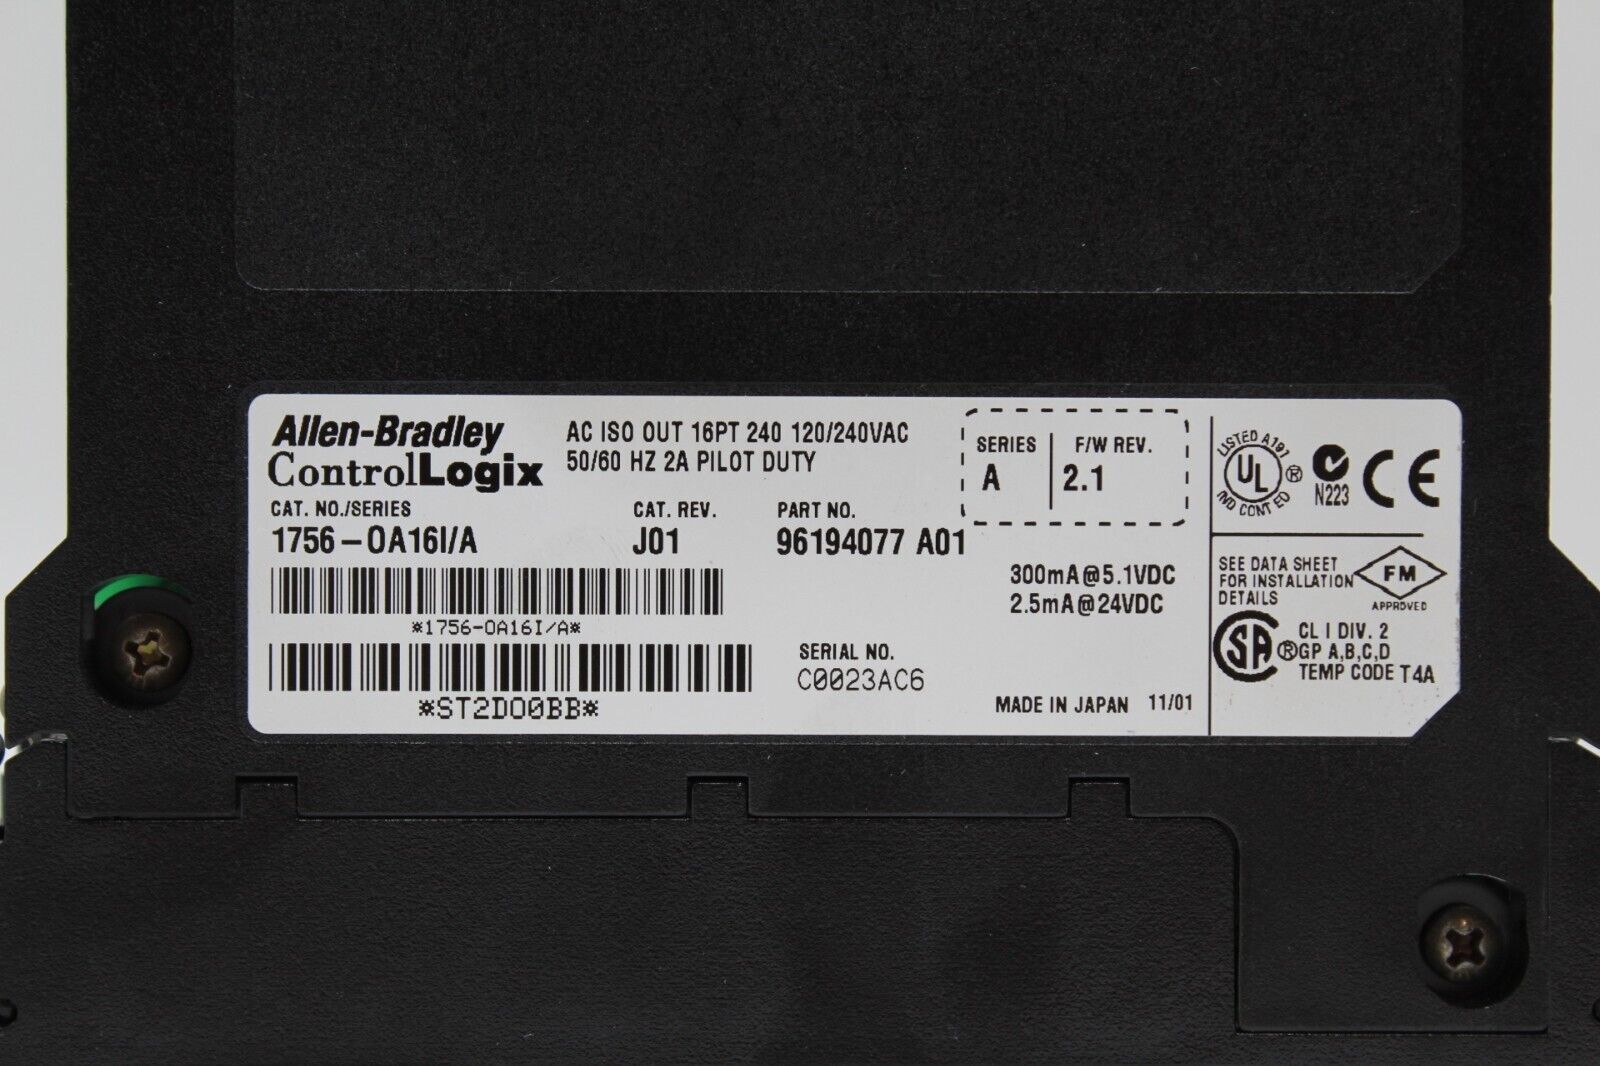 Allen-Bradley
ControlLogix
AC ISO OUT 16PT 240 120/240VAC
50/60 HZ 2A PILOT DUTY
SERIES F/W REV.
A 2.1
CAT. NO./SERIES CAT. REV. PART NO.
1756-OA16I/A J01 96194077 A01
*1756-OA16I/A*
300mA@5.1VDC
2.5mA@24VDC
SERIAL NO.
C0023AC6
*ST2DO0BB*
MADE IN JAPAN 11/01
LISTED A197
UL ®
IND CONT EQ
N223
CE
SEE DATA SHEET
FOR INSTALLATION
DETAILS
FM
APPROVED
SA ®
CL I DIV. 2
GP A,B,C,D
TEMP CODE T4A